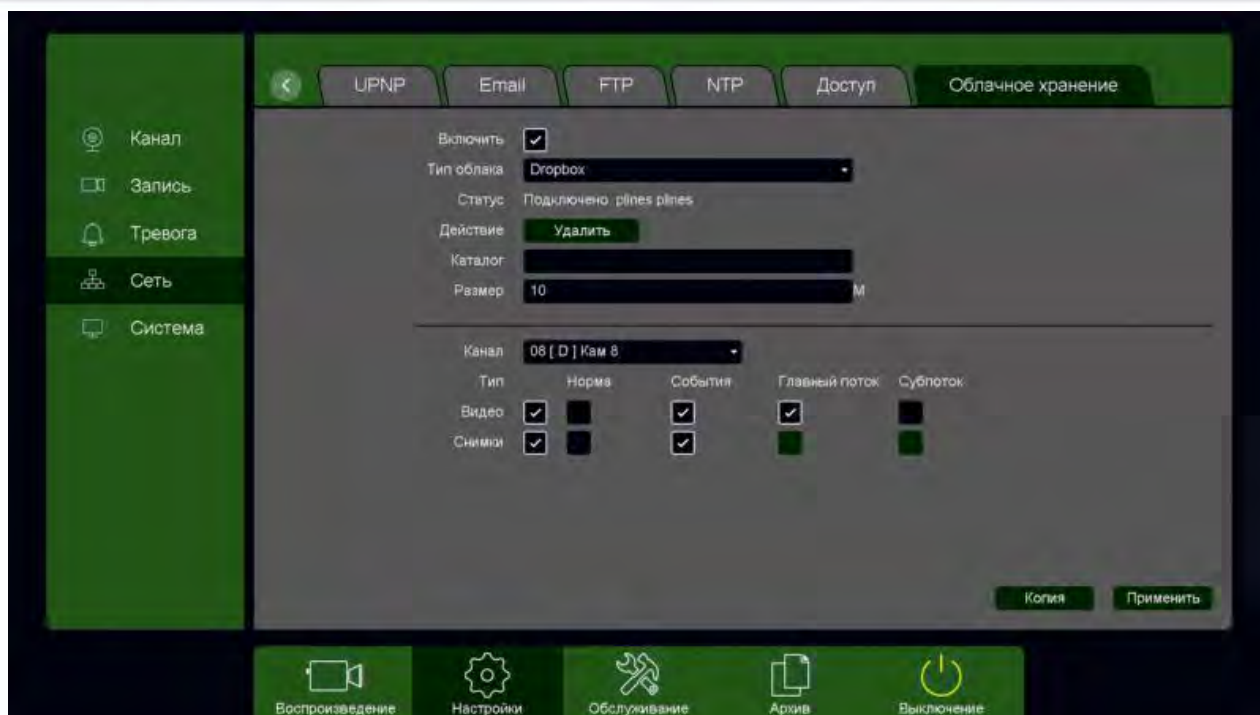 UPNP Email FTP NTP Доступ Облачное хранение
Канал
Запись
Тревога
Сеть
Система
Включить
Тип облака Dropbox
Статус Подключено plines plines
Действие Удалить
Каталог
Размер 10 М
Канал 08 [ D ] Кам 8
Тип Норма События Главный поток Субпоток
Видео
Снимки
Копия Применить
Воспроизведение Настройки Обслуживание Архив Выключение